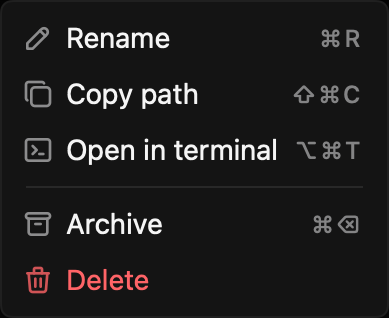 Rename ⌘R
Copy path ⇧⌘C
Open in terminal ⌥⌘T
Archive ⌘⌫
Delete